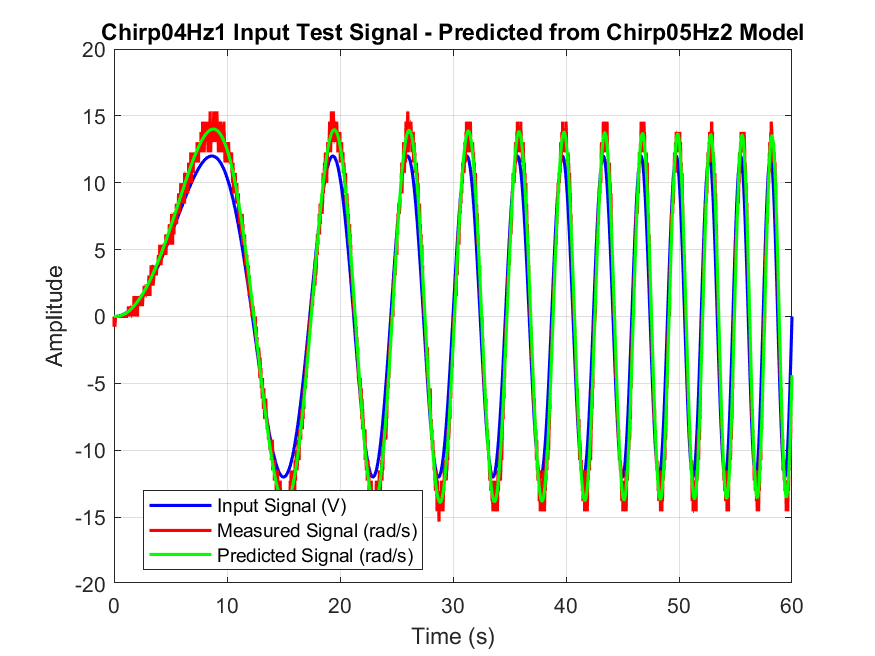 Chirp04Hz1 Input Test Signal - Predicted from Chirp05Hz2 Model
20
15
10
5
0
-5
-10
-15
-20
Amplitude
Input Signal (V)
Measured Signal (rad/s)
Predicted Signal (rad/s)
0 10 20 30 40 50 60
Time (s)